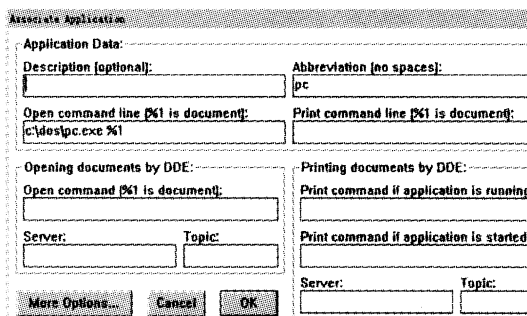 Associate Application
Application Data:
Description (optional):
Abbreviation (no spaces):
pc
Open command line (%1 is document):
Print command line (%1 is document):
c:\dos\pc.exe %1
Opening documents by DDE:
Printing documents by DDE:
Open command (%1 is document):
Print command if application is running
Server:
Topic:
Print command if application is started
Server:
Topic:
More Options...
Cancel
OK